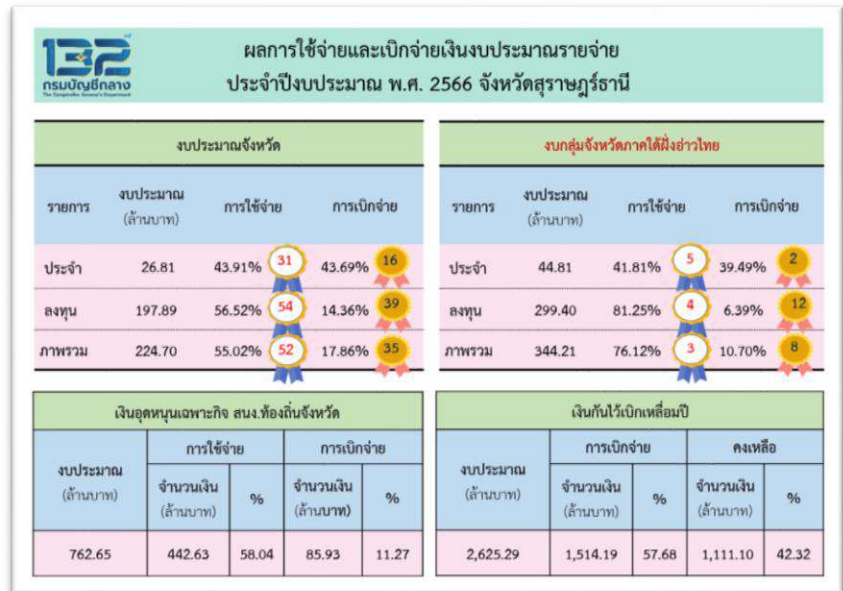 132 ปี
กรมบัญชีกลาง
The Comptroller General's Department
ผลการใช้จ่ายและเบิกจ่ายเงินงบประมาณรายจ่าย
ประจำปีงบประมาณ พ.ศ. 2566 จังหวัดสุราษฎร์ธานี
งบประมาณจังหวัด
รายการ งบประมาณ (ล้านบาท) การใช้จ่าย การเบิกจ่าย
ประจำ 26.81 43.91% 31 43.69% 16
ลงทุน 197.89 56.52% 54 14.36% 39
ภาพรวม 224.70 55.02% 52 17.86% 35
งบกลุ่มจังหวัดภาคใต้ฝั่งอ่าวไทย
รายการ งบประมาณ (ล้านบาท) การใช้จ่าย การเบิกจ่าย
ประจำ 44.81 41.81% 5 39.49% 2
ลงทุน 299.40 81.25% 4 6.39% 12
ภาพรวม 344.21 76.12% 3 10.70% 8
เงินอุดหนุนเฉพาะกิจ สนง.ท้องถิ่นจังหวัด
งบประมาณ (ล้านบาท) การใช้จ่าย การเบิกจ่าย
จำนวนเงิน (ล้านบาท) % จำนวนเงิน (ล้านบาท) %
762.65 442.63 58.04 85.93 11.27
เงินกันไว้เบิกเหลื่อมปี
งบประมาณ (ล้านบาท) การเบิกจ่าย คงเหลือ
จำนวนเงิน (ล้านบาท) % จำนวนเงิน (ล้านบาท) %
2,625.29 1,514.19 57.68 1,111.10 42.32